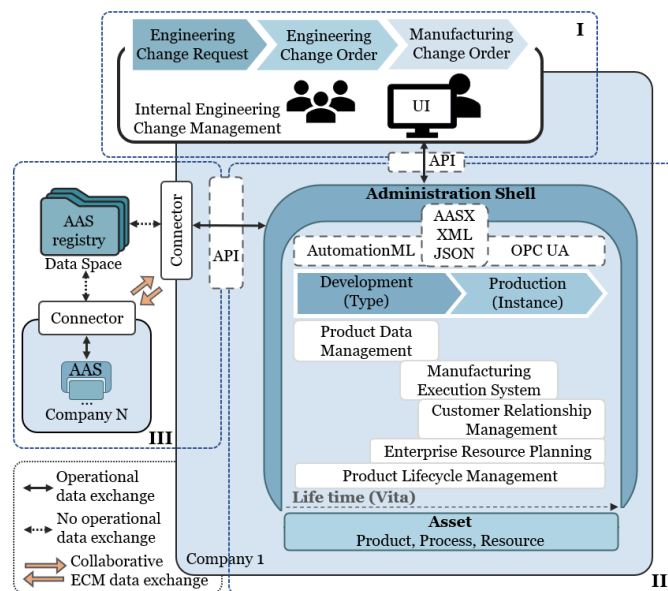 Engineering
Change Request
Engineering
Change Order
Manufacturing
Change Order
I
Internal Engineering
Change Management
UI
API
Administration Shell
AASX
XML
JSON
AutomationML
OPC UA
Development
(Type)
Production
(Instance)
Product Data
Management
Manufacturing
Execution System
Customer Relationship
Management
Enterprise Resource Planning
Product Lifecycle Management
Life time (Vita)
Asset
Product, Process, Resource
Company 1
II
API
Connector
AAS
registry
Data Space
Connector
AAS
...
Company N
III
Operational
data exchange
No operational
data exchange
Collaborative
ECM data exchange